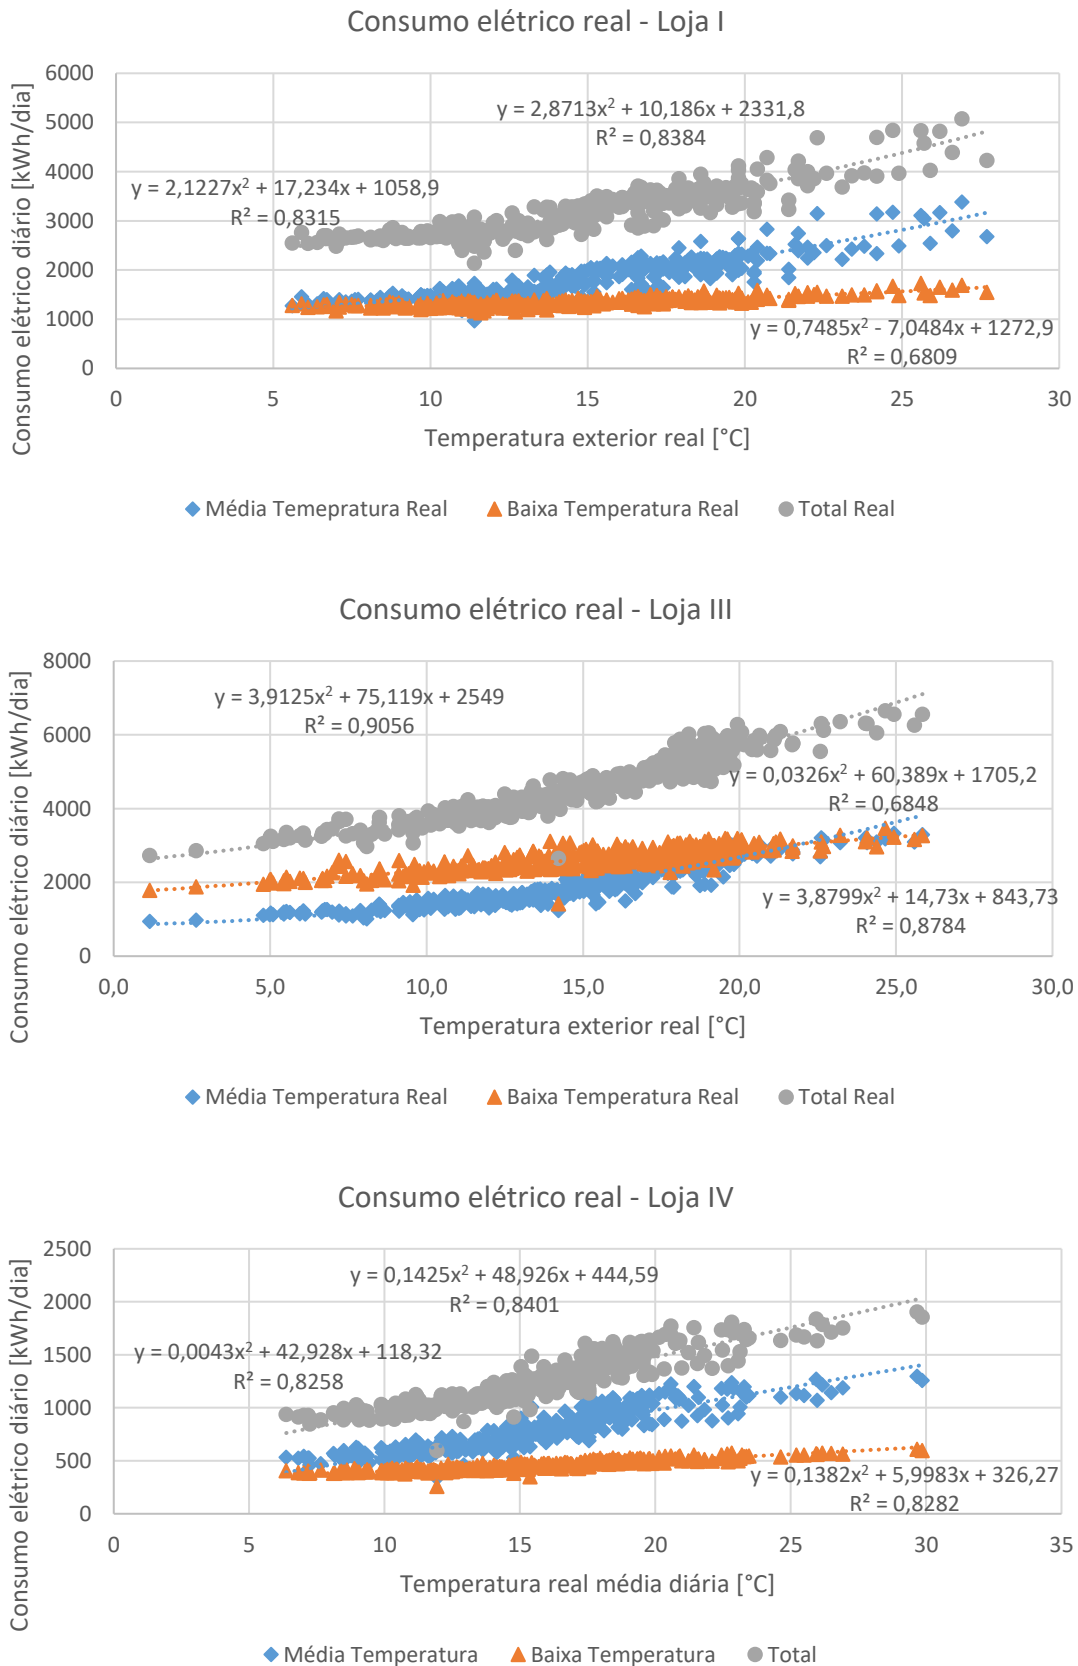 Consumo elétrico real - Loja I
Consumo elétrico diário [kWh/dia]
6000
5000
4000
3000
2000
1000
0
y = 2,8713x² + 10,186x + 2331,8
R² = 0,8384
y = 2,1227x² + 17,234x + 1058,9
R² = 0,8315
y = 0,7485x² - 7,0484x + 1272,9
R² = 0,6809
0 5 10 15 20 25 30
Temperatura exterior real [°C]
Média Temepratura Real Baixa Temperatura Real Total Real
Consumo elétrico real - Loja III
Consumo elétrico diário [kWh/dia]
8000
6000
4000
2000
0
y = 3,9125x² + 75,119x + 2549
R² = 0,9056
y = 0,0326x² + 60,389x + 1705,2
R² = 0,6848
y = 3,8799x² + 14,73x + 843,73
R² = 0,8784
0,0 5,0 10,0 15,0 20,0 25,0 30,0
Temperatura exterior real [°C]
Média Temperatura Real Baixa Temperatura Real Total Real
Consumo elétrico real - Loja IV
Consumo elétrico diário [kWh/dia]
2500
2000
1500
1000
500
0
y = 0,1425x² + 48,926x + 444,59
R² = 0,8401
y = 0,0043x² + 42,928x + 118,32
R² = 0,8258
y = 0,1382x² + 5,9983x + 326,27
R² = 0,8282
0 5 10 15 20 25 30 35
Temperatura real média diária [°C]
Média Temperatura Baixa Temperatura Total